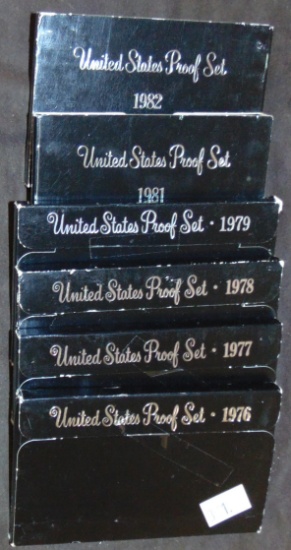 United States Proof Set
1982
United States Proof Set
1981
United States Proof Set · 1979
United States Proof Set · 1978
United States Proof Set · 1977
United States Proof Set · 1976